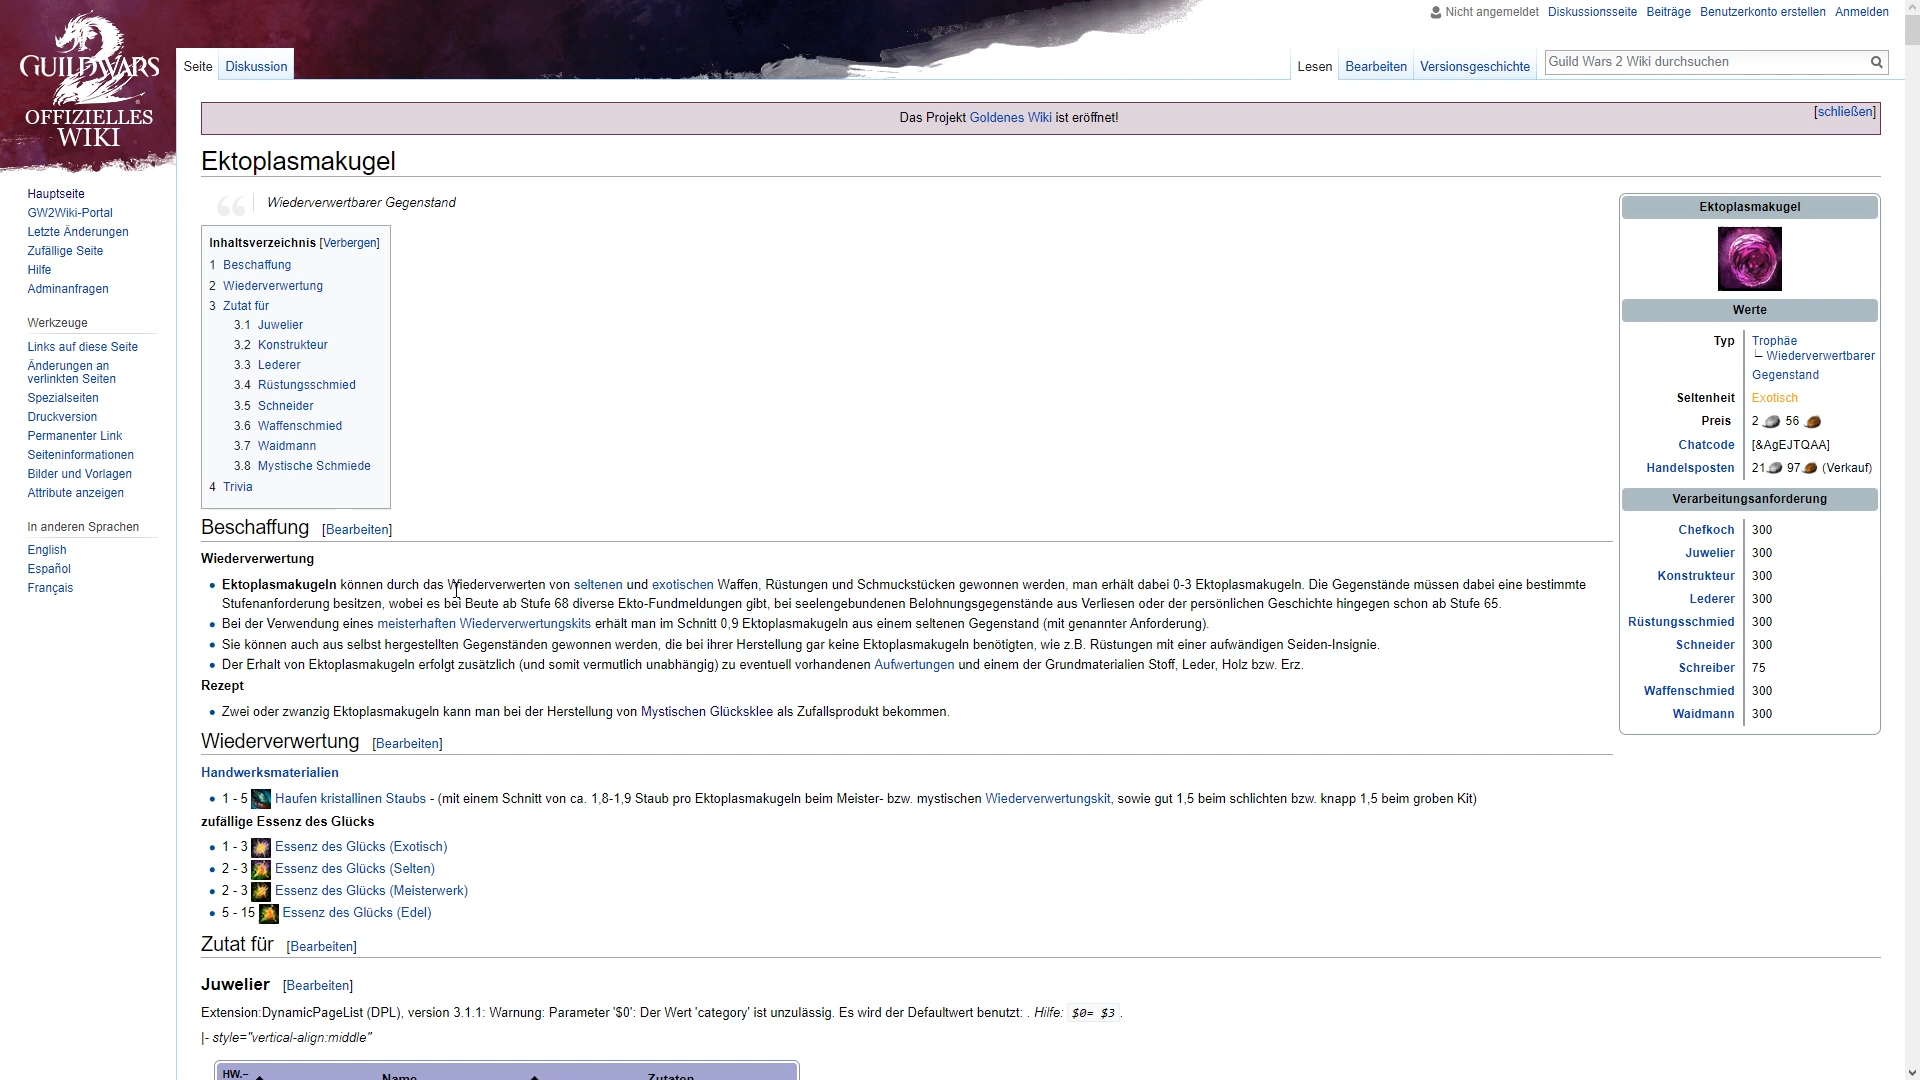 Nicht angemeldet Diskussionsseite Beiträge Benutzerkonto erstellen Anmelden
GUILD WARS
OFFIZIELLES
WIKI
Seite Diskussion
Lesen Bearbeiten Versionsgeschichte Guild Wars 2 Wiki durchsuchen
Das Projekt Goldenes Wiki ist eröffnet!
[schließen]
Hauptseite
GW2Wiki-Portal
Letzte Änderungen
Zufällige Seite
Hilfe
Adminanfragen
Werkzeuge
Links auf diese Seite
Änderungen an
verlinkten Seiten
Spezialseiten
Druckversion
Permanenter Link
Seiteninformationen
Bilder und Vorlagen
Attribute anzeigen
In anderen Sprachen
English
Español
Français
Ektoplasmakugel
Wiederverwertbarer Gegenstand
Inhaltsverzeichnis [Verbergen]
1 Beschaffung
2 Wiederverwertung
3 Zutat für
3.1 Juwelier
3.2 Konstrukteur
3.3 Lederer
3.4 Rüstungsschmied
3.5 Schneider
3.6 Waffenschmied
3.7 Waidmann
3.8 Mystische Schmiede
4 Trivia
Ektoplasmakugel
Werte
Typ Trophäe
└ Wiederverwertbarer
Gegenstand
Seltenheit Exotisch
Preis 2 56
Chatcode [&AgEJTQAA]
Handelsposten 21 97 (Verkauf)
Verarbeitungsanforderung
Chefkoch 300
Juwelier 300
Konstrukteur 300
Lederer 300
Rüstungsschmied 300
Schneider 300
Schreiber 75
Waffenschmied 300
Waidmann 300
Beschaffung [Bearbeiten]
Wiederverwertung
• Ektoplasmakugeln können durch das Wiederverwerten von seltenen und exotischen Waffen, Rüstungen und Schmuckstücken gewonnen werden, man erhält dabei 0-3 Ektoplasmakugeln. Die Gegenstände müssen dabei eine bestimmte
Stufenanforderung besitzen, wobei es bei Beute ab Stufe 68 diverse Ekto-Fundmeldungen gibt, bei seelengebundenen Belohnungsgegenstände aus Verliesen oder der persönlichen Geschichte hingegen schon ab Stufe 65.
• Bei der Verwendung eines meisterhaften Wiederverwertungskits erhält man im Schnitt 0,9 Ektoplasmakugeln aus einem seltenen Gegenstand (mit genannter Anforderung).
• Sie können auch aus selbst hergestellten Gegenständen gewonnen werden, die bei ihrer Herstellung gar keine Ektoplasmakugeln benötigten, wie z.B. Rüstungen mit einer aufwändigen Seiden-Insignie.
• Der Erhalt von Ektoplasmakugeln erfolgt zusätzlich (und somit vermutlich unabhängig) zu eventuell vorhandenen Aufwertungen und einem der Grundmaterialien Stoff, Leder, Holz bzw. Erz.
Rezept
• Zwei oder zwanzig Ektoplasmakugeln kann man bei der Herstellung von Mystischen Glücksklee als Zufallsprodukt bekommen.
Wiederverwertung [Bearbeiten]
Handwerksmaterialien
• 1 - 5 Haufen kristallinen Staubs - (mit einem Schnitt von ca. 1,8-1,9 Staub pro Ektoplasmakugeln beim Meister- bzw. mystischen Wiederverwertungskit, sowie gut 1,5 beim schlichten bzw. knapp 1,5 beim groben Kit)
zufällige Essenz des Glücks
• 1 - 3 Essenz des Glücks (Exotisch)
• 2 - 3 Essenz des Glücks (Selten)
• 2 - 3 Essenz des Glücks (Meisterwerk)
• 5 - 15 Essenz des Glücks (Edel)
Zutat für [Bearbeiten]
Juwelier [Bearbeiten]
Extension:DynamicPageList (DPL), version 3.1.1: Warnung: Parameter '$0': Der Wert 'category' ist unzulässig. Es wird der Defaultwert benutzt: . Hilfe: $0= $3 .
|- style="vertical-align:middle"
HW.– Name Zutaten